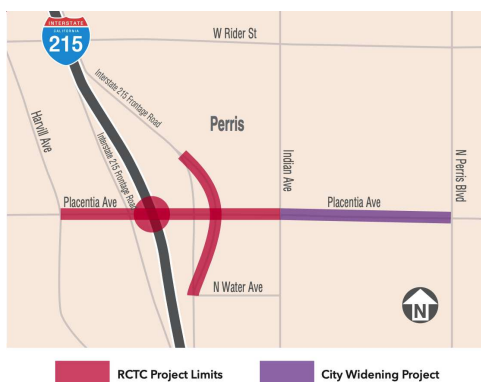 INTERSTATE
CALIFORNIA
215
W Rider St
Interstate 215 Frontage Road
Perris
Harvill Ave
Interstate 215 Frontage Road
Indian Ave
N Perris Blvd
Placentia Ave
Placentia Ave
N Water Ave
N
RCTC Project Limits
City Widening Project